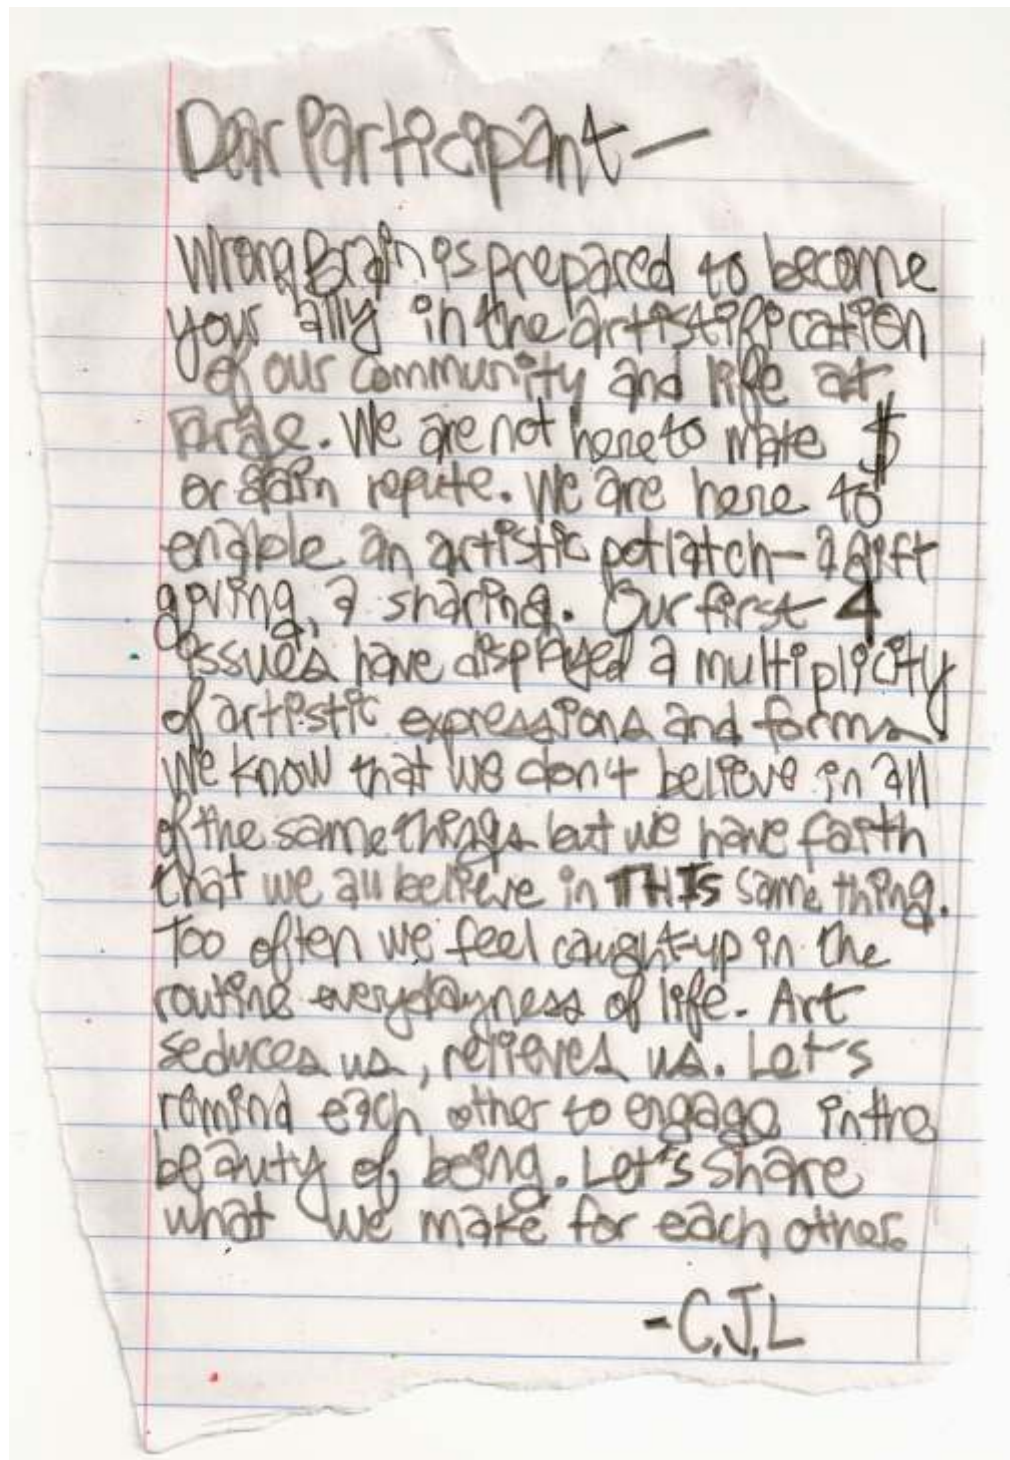 Dear Participant —
WrongBrain is prepared to become
your ally in the artistification
of our community and life at
large. We are not here to make $
or gain repute. We are here to
enable an artistic potlatch — a gift
giving, a sharing. Our first 4
issues have displayed a multiplicity
of artistic expressions and forms.
We know that we don't believe in all
of the same things but we have faith
that we all believe in THIS same thing.
Too often we feel caught-up in the
routine everydayness of life. Art
seduces us, relieves us. Let's
remind each other to engage in the
beauty of being. Let's share
what we make for each other.
- C.J.L